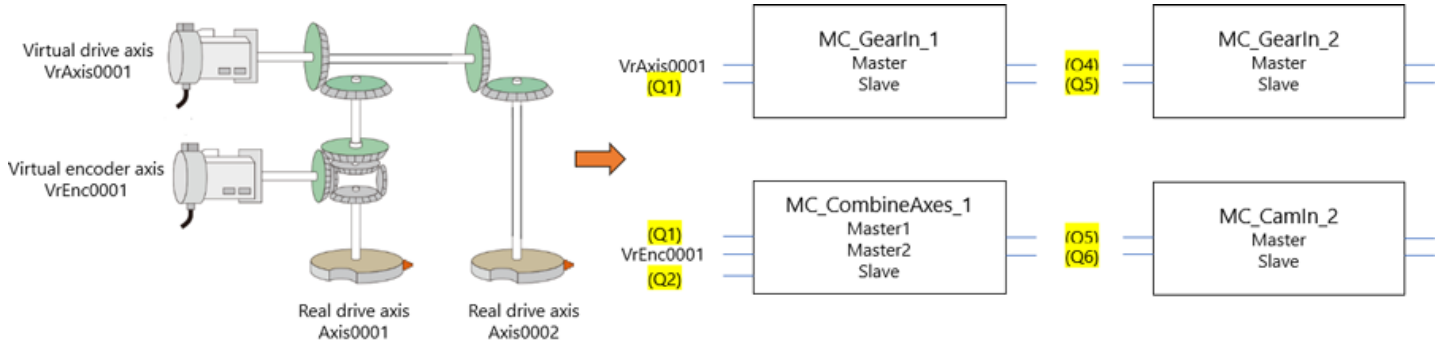 Virtual drive axis
VrAxis0001
Virtual encoder axis
VrEnc0001
Real drive axis
Axis0001
Real drive axis
Axis0002
MC_GearIn_1
Master
Slave
VrAxis0001
(Q1)
(Q4)
(Q5)
MC_GearIn_2
Master
Slave
MC_CombineAxes_1
Master1
Master2
Slave
(Q1)
VrEnc0001
(Q2)
(Q5)
(Q6)
MC_CamIn_2
Master
Slave